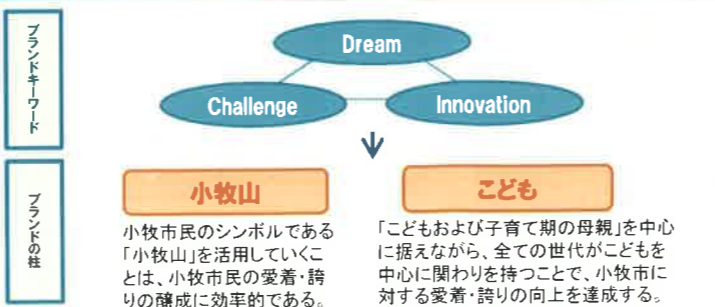 ブランドキーワード
Dream
Challenge
Innovation
ブランドの柱
小牧山
小牧市民のシンボルである
「小牧山」を活用していくこ
とは、小牧市民の愛着・誇
りの醸成に効率的である。
こども
「こどもおよび子育て期の母親」を中心
に据えながら、全ての世代がこどもを
中心に関わりを持つことで、小牧市に
対する愛着・誇りの向上を達成する。